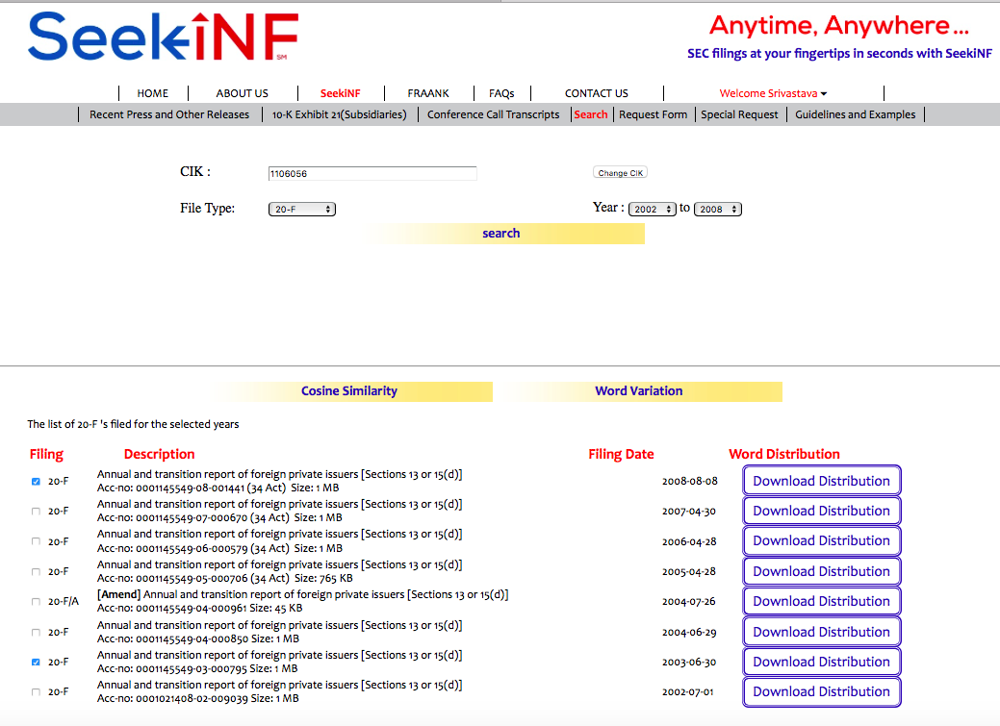 SeekiNF SM
Anytime, Anywhere...
SEC filings at your fingertips in seconds with SeekiNF
HOME ABOUT US SeekiNF FRAANK FAQs CONTACT US Welcome Srivastava
Recent Press and Other Releases 10-K Exhibit 21(Subsidiaries) Conference Call Transcripts Search Request Form Special Request Guidelines and Examples
CIK : 1106056 Change CIK
File Type: 20-F Year : 2002 to 2008
search
Cosine Similarity Word Variation
The list of 20-F 's filed for the selected years
Filing Description Filing Date Word Distribution
20-F Annual and transition report of foreign private issuers [Sections 13 or 15(d)]
Acc-no: 0001145549-08-001441 (34 Act) Size: 1 MB 2008-08-08 Download Distribution
20-F Annual and transition report of foreign private issuers [Sections 13 or 15(d)]
Acc-no: 0001145549-07-000670 (34 Act) Size: 1 MB 2007-04-30 Download Distribution
20-F Annual and transition report of foreign private issuers [Sections 13 or 15(d)]
Acc-no: 0001145549-06-000579 (34 Act) Size: 1 MB 2006-04-28 Download Distribution
20-F Annual and transition report of foreign private issuers [Sections 13 or 15(d)]
Acc-no: 0001145549-05-000706 (34 Act) Size: 765 KB 2005-04-28 Download Distribution
20-F/A [Amend] Annual and transition report of foreign private issuers [Sections 13 or 15(d)]
Acc-no: 0001145549-04-000961 Size: 45 KB 2004-07-26 Download Distribution
20-F Annual and transition report of foreign private issuers [Sections 13 or 15(d)]
Acc-no: 0001145549-04-000850 Size: 1 MB 2004-06-29 Download Distribution
20-F Annual and transition report of foreign private issuers [Sections 13 or 15(d)]
Acc-no: 0001145549-03-000795 Size: 1 MB 2003-06-30 Download Distribution
20-F Annual and transition report of foreign private issuers [Sections 13 or 15(d)]
Acc-no: 0001021408-02-009039 Size: 1 MB 2002-07-01 Download Distribution